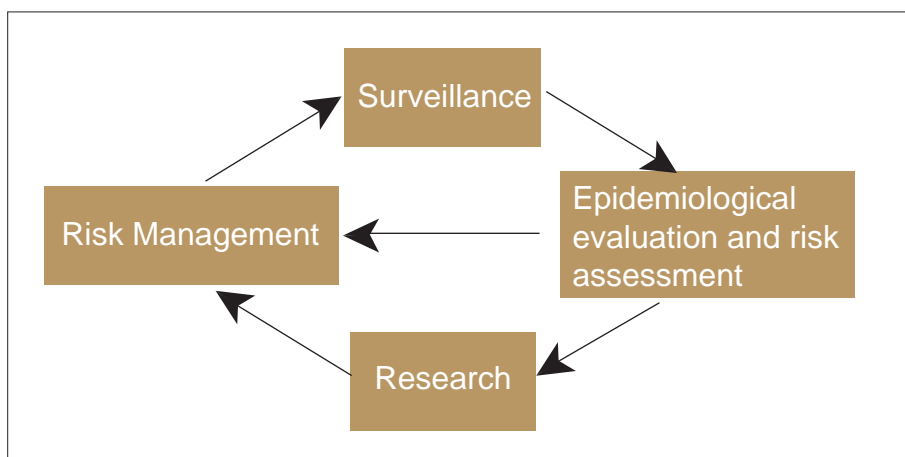 Surveillance
Epidemiological
evaluation and risk
assessment
Risk Management
Research